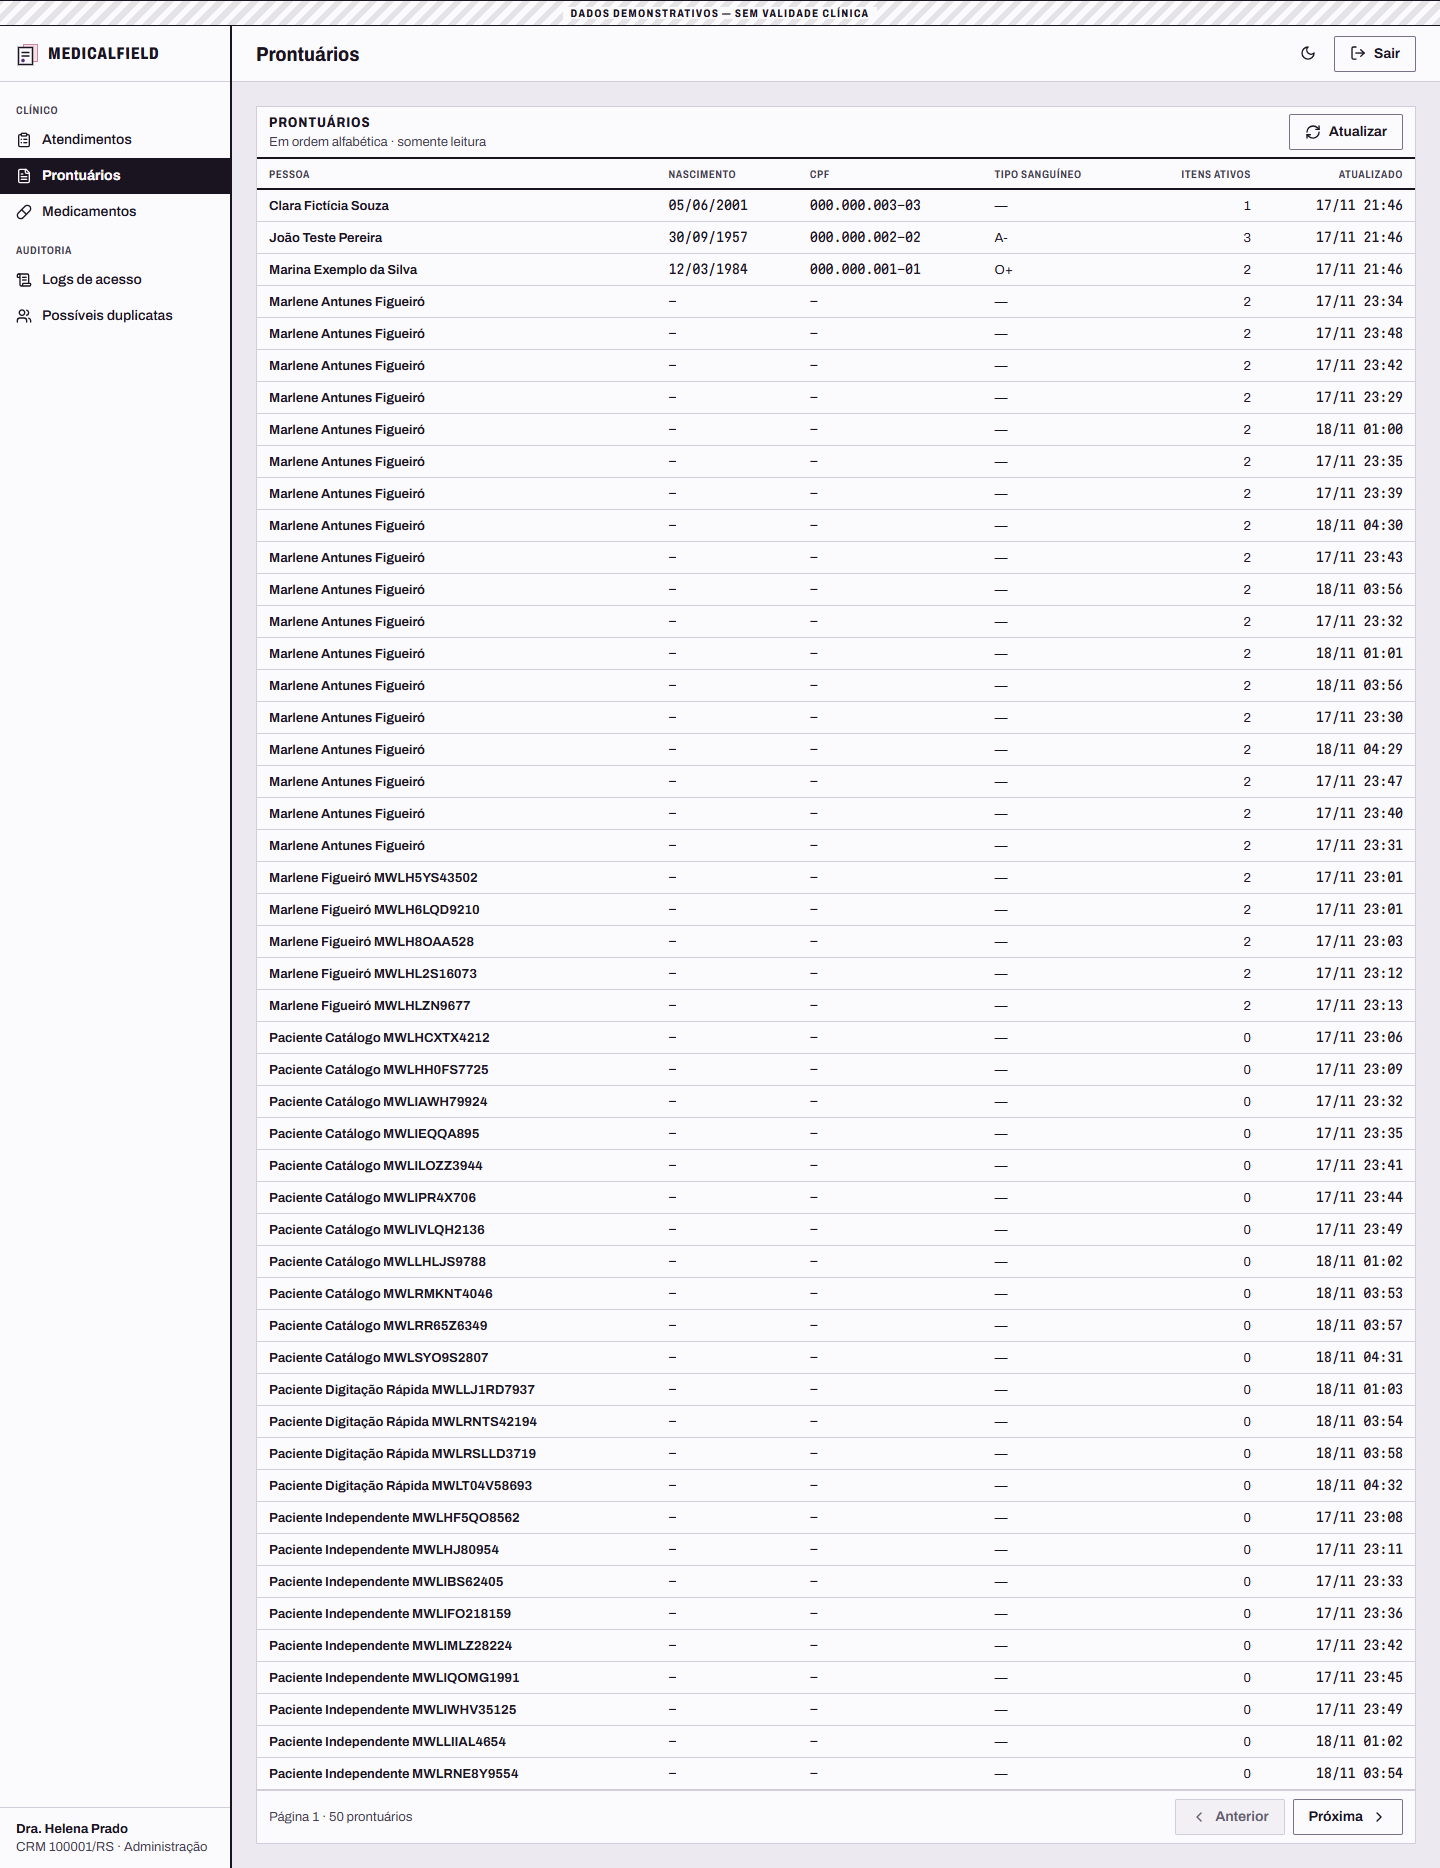 DADOS DEMONSTRATIVOS — SEM VALIDADE CLÍNICA
MEDICALFIELD
Prontuários
Sair
CLÍNICO
Atendimentos
Prontuários
Medicamentos
AUDITORIA
Logs de acesso
Possíveis duplicatas
PRONTUÁRIOS
Em ordem alfabética · somente leitura
Atualizar
PESSOA NASCIMENTO CPF TIPO SANGUÍNEO ITENS ATIVOS ATUALIZADO
Clara Fictícia Souza 05/06/2001 000.000.003-03 — 1 17/11 21:46
João Teste Pereira 30/09/1957 000.000.002-02 A- 3 17/11 21:46
Marina Exemplo da Silva 12/03/1984 000.000.001-01 O+ 2 17/11 21:46
Marlene Antunes Figueiró — — — 2 17/11 23:34
Marlene Antunes Figueiró — — — 2 17/11 23:48
Marlene Antunes Figueiró — — — 2 17/11 23:42
Marlene Antunes Figueiró — — — 2 17/11 23:29
Marlene Antunes Figueiró — — — 2 18/11 01:00
Marlene Antunes Figueiró — — — 2 17/11 23:35
Marlene Antunes Figueiró — — — 2 17/11 23:39
Marlene Antunes Figueiró — — — 2 18/11 04:30
Marlene Antunes Figueiró — — — 2 17/11 23:43
Marlene Antunes Figueiró — — — 2 18/11 03:56
Marlene Antunes Figueiró — — — 2 17/11 23:32
Marlene Antunes Figueiró — — — 2 18/11 01:01
Marlene Antunes Figueiró — — — 2 18/11 03:56
Marlene Antunes Figueiró — — — 2 17/11 23:30
Marlene Antunes Figueiró — — — 2 18/11 04:29
Marlene Antunes Figueiró — — — 2 17/11 23:47
Marlene Antunes Figueiró — — — 2 17/11 23:40
Marlene Antunes Figueiró — — — 2 17/11 23:31
Marlene Figueiró MWLH5YS43502 — — — 2 17/11 23:01
Marlene Figueiró MWLH6LQD9210 — — — 2 17/11 23:01
Marlene Figueiró MWLH8OAA528 — — — 2 17/11 23:03
Marlene Figueiró MWLHL2S16073 — — — 2 17/11 23:12
Marlene Figueiró MWLHLZN9677 — — — 2 17/11 23:13
Paciente Catálogo MWLHCXTX4212 — — — 0 17/11 23:06
Paciente Catálogo MWLHH0FS7725 — — — 0 17/11 23:09
Paciente Catálogo MWLIAWH79924 — — — 0 17/11 23:32
Paciente Catálogo MWLIEQQA895 — — — 0 17/11 23:35
Paciente Catálogo MWLILOZZ3944 — — — 0 17/11 23:41
Paciente Catálogo MWLIPR4X706 — — — 0 17/11 23:44
Paciente Catálogo MWLIVLQH2136 — — — 0 17/11 23:49
Paciente Catálogo MWLLHLJS9788 — — — 0 18/11 01:02
Paciente Catálogo MWLRMKNT4046 — — — 0 18/11 03:53
Paciente Catálogo MWLRR65Z6349 — — — 0 18/11 03:57
Paciente Catálogo MWLSYO9S2807 — — — 0 18/11 04:31
Paciente Digitação Rápida MWLLJ1RD7937 — — — 0 18/11 01:03
Paciente Digitação Rápida MWLRNTS42194 — — — 0 18/11 03:54
Paciente Digitação Rápida MWLRSLLD3719 — — — 0 18/11 03:58
Paciente Digitação Rápida MWLT04V58693 — — — 0 18/11 04:32
Paciente Independente MWLHF5QO8562 — — — 0 17/11 23:08
Paciente Independente MWLHJ80954 — — — 0 17/11 23:11
Paciente Independente MWLIBS62405 — — — 0 17/11 23:33
Paciente Independente MWLIFO218159 — — — 0 17/11 23:36
Paciente Independente MWLIMLZ28224 — — — 0 17/11 23:42
Paciente Independente MWLIQOMG1991 — — — 0 17/11 23:45
Paciente Independente MWLIWHV35125 — — — 0 17/11 23:49
Paciente Independente MWLLIIAL4654 — — — 0 18/11 01:02
Paciente Independente MWLRNE8Y9554 — — — 0 18/11 03:54
Página 1 · 50 prontuários
Anterior
Próxima
Dra. Helena Prado
CRM 100001/RS · Administração